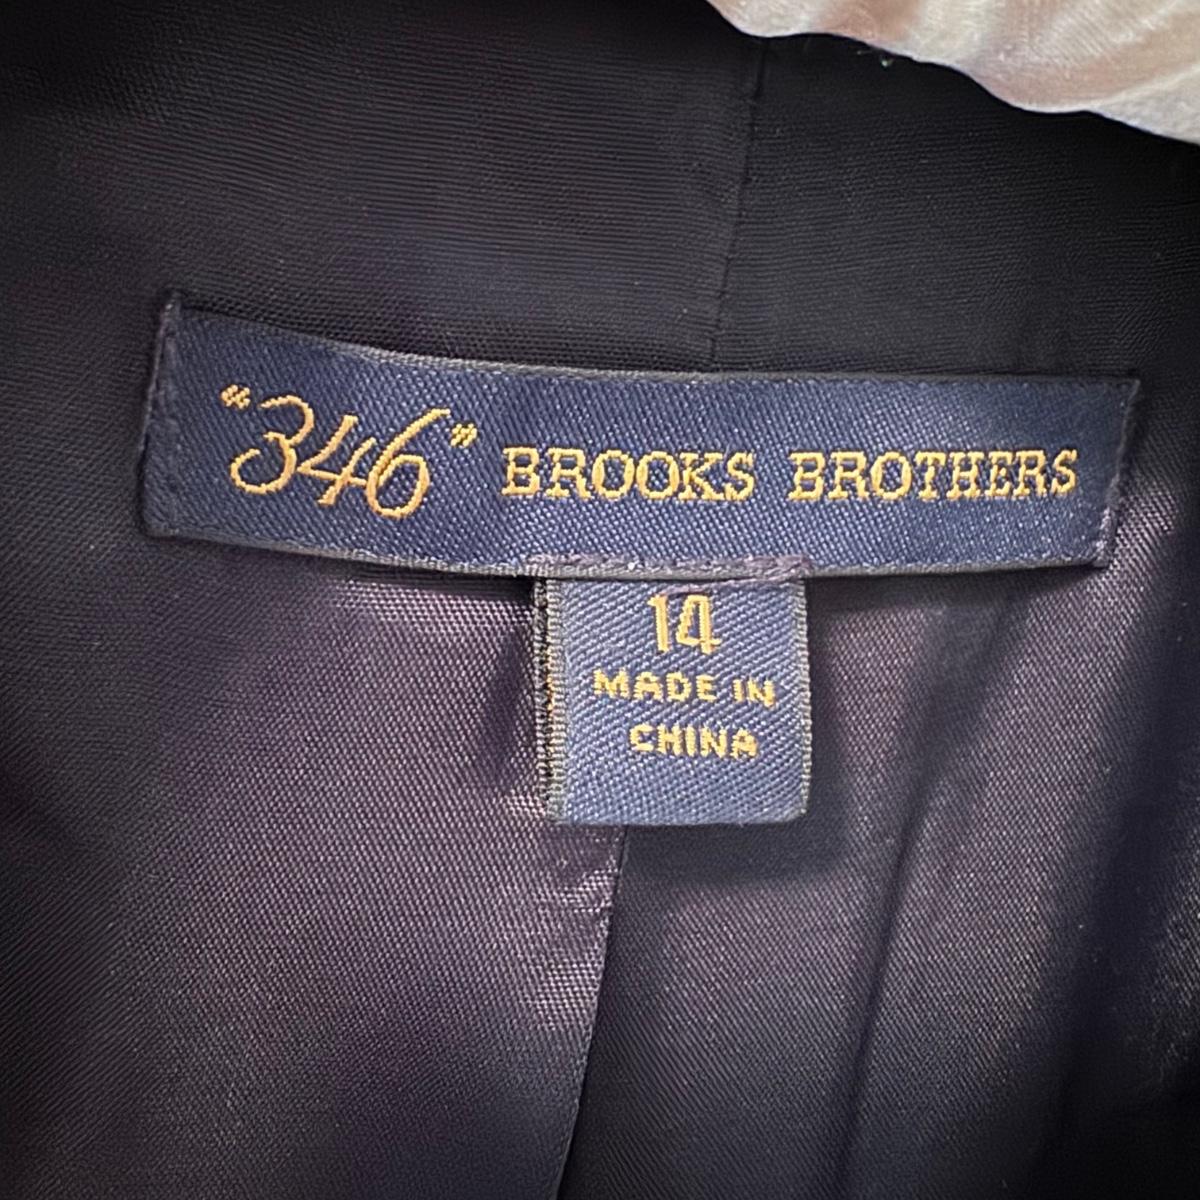 “346” BROOKS BROTHERS
14
MADE IN
CHINA